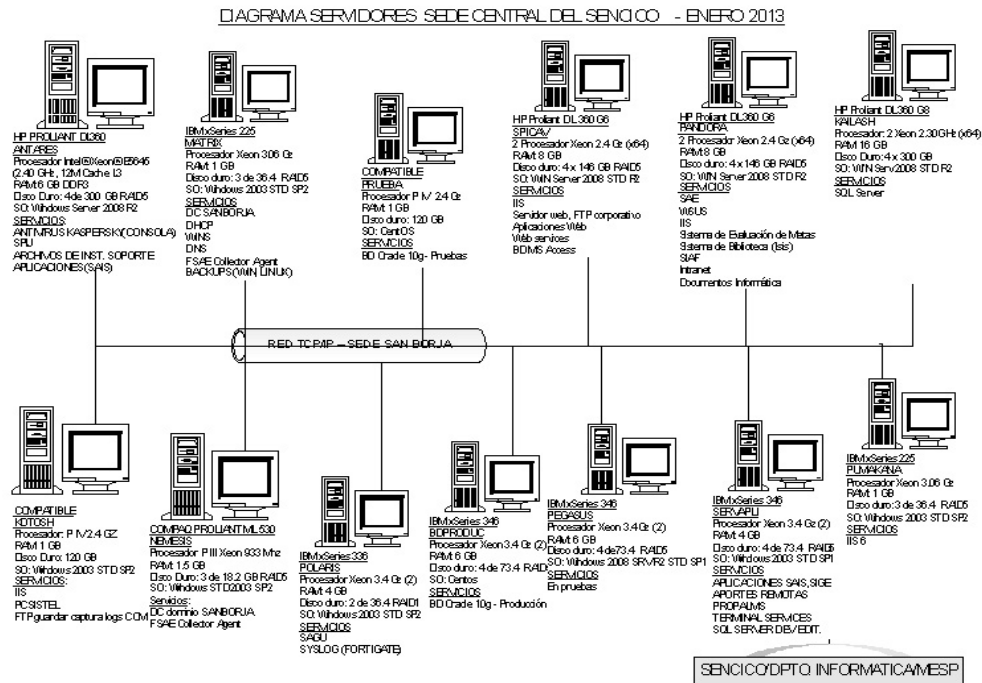 DIAGRAMA SERVIDORES SEDE CENTRAL DEL SENCICO - ENERO 2013
HP PROLIANT DL360
ANTARES
Procesador Intel®Xeon®E5645
(2.40 GHz, 12M Cache L3
RAM:6 GB DDR3
Disco Duro: 4de 300 GB RAID5
SO: Windows Server 2008 R2
SERVICIOS:
ANTIVIRUS KASPERSKY(CONSOLA)
SPIJ
ARCHIVOS DE INST. SOPORTE
APLICACIONES(SAIS)
IBMxSeries 225
MATRIX
Procesador Xeon 3.06 Gz
RAM: 1 GB
Disco duro: 3 de 36.4 RAID5
SO: Windows 2003 STD SP2
SERVICIOS
DC SANBORJA
DHCP
WINS
DNS
FSAE Collector Agent
BACKUPS(WIN LINUX)
COMPATIBLE
PRUEBA
Procesador P IV 2.4 Gz
RAM: 1 GB
Disco duro: 120 GB
SO: CentOS
SERVICIOS
BD Oracle 10g- Pruebas
HP Proliant DL 360 G6
SPICAV
2 Procesador Xeon 2.4 Gz (x64)
RAM: 8 GB
Disco duro: 4 x 146 GB RAID5
SO: WIN Server 2008 STD R2
SERVICIOS
IIS
Servidor web, FTP corporativo
Aplicaciones Web
Web services
BDMS Access
HP Proliant DL360 G6
PANDORA
2 Procesador Xeon 2.4 Gz (x64)
RAM:8 GB
Disco duro: 4x 146 GB RAID5
SO: WIN Server 2008 STD R2
SERVICIOS
SAE
WSUS
IIS
Sistema de Evaluación de Metas
Sistema de Biblioteca (Isis)
SIAF
Intranet
Documentos Informática
HP Proliant DL360 G8
KAILASH
Procesador: 2 Xeon 2.30GHz (x64)
RAM 16 GB
Disco Duro: 4 x 300 GB
SO: WIN Serv2008 STD R2
SERVICIOS
SQL Server
RED TCP/IP – SEDE SAN BORJA
COMPATIBLE
KOTOSH
Procesador: P IV2.4 GZ
RAM 1 GB
Disco Duro: 120 GB
SO: Windows 2003 STD SP2
SERVICIOS:
IIS
PCSISTEL
FTPguardar captura logs CCM
COMPAQ PROLIANT ML 530
NEMESIS
Procesador P III Xeon 933 Mhz
RAM: 1.5 GB
Disco Duro: 3 de 18.2 GB RAID5
SO: Windows STD2003 SP2
Servicios:
DC dominio SANBORJA
FSAE Collector Agent
IBMxSeries 336
POLARIS
Procesador Xeon 3.4 Gz (2)
RAM: 4 GB
Disco duro: 2 de 36.4 RAID1
SO: Windows 2003 STD SP2
SERVICIOS
SAGU
SYSLOG (FORTIGATE)
IBMxSeries 346
BDPRODUC
Procesador Xeon 3.4 Gz (2)
RAM: 6 GB
Disco duro: 4 de 73.4 RAID5
SO: Centos
SERVICIOS
BD Oracle 10g - Producción
IBMxSeries 346
PEGASUS
Procesador Xeon 3.4 Gz (2)
RAM: 6 GB
Disco duro: 4 de73.4 RAID5
SO: Windows 2008 SRVR2 STD SP1
SERVICIOS
En pruebas
IBMxSeries 346
SERVAPLI
Procesador Xeon 3.4 Gz (2)
RAM: 4 GB
Disco duro: 4 de 73.4 RAID5
SO: Windows 2003 STD SP1
SERVICIOS
APLICACIONES SAIS,SIGE
APORTES REMOTAS
PROPALMS
TERMINAL SERVICES
SQL SERVER DEV.EDIT.
IBMxSeries 225
PUMAKANA
Procesador Xeon 3.06 Gz
RAM: 1 GB
Disco duro:3 de 36.4 RAID5
SO: Windows 2003 STD SP2
SERVICIOS
IIS 6
SENCICO/DPTO. INFORMATICA/MESP